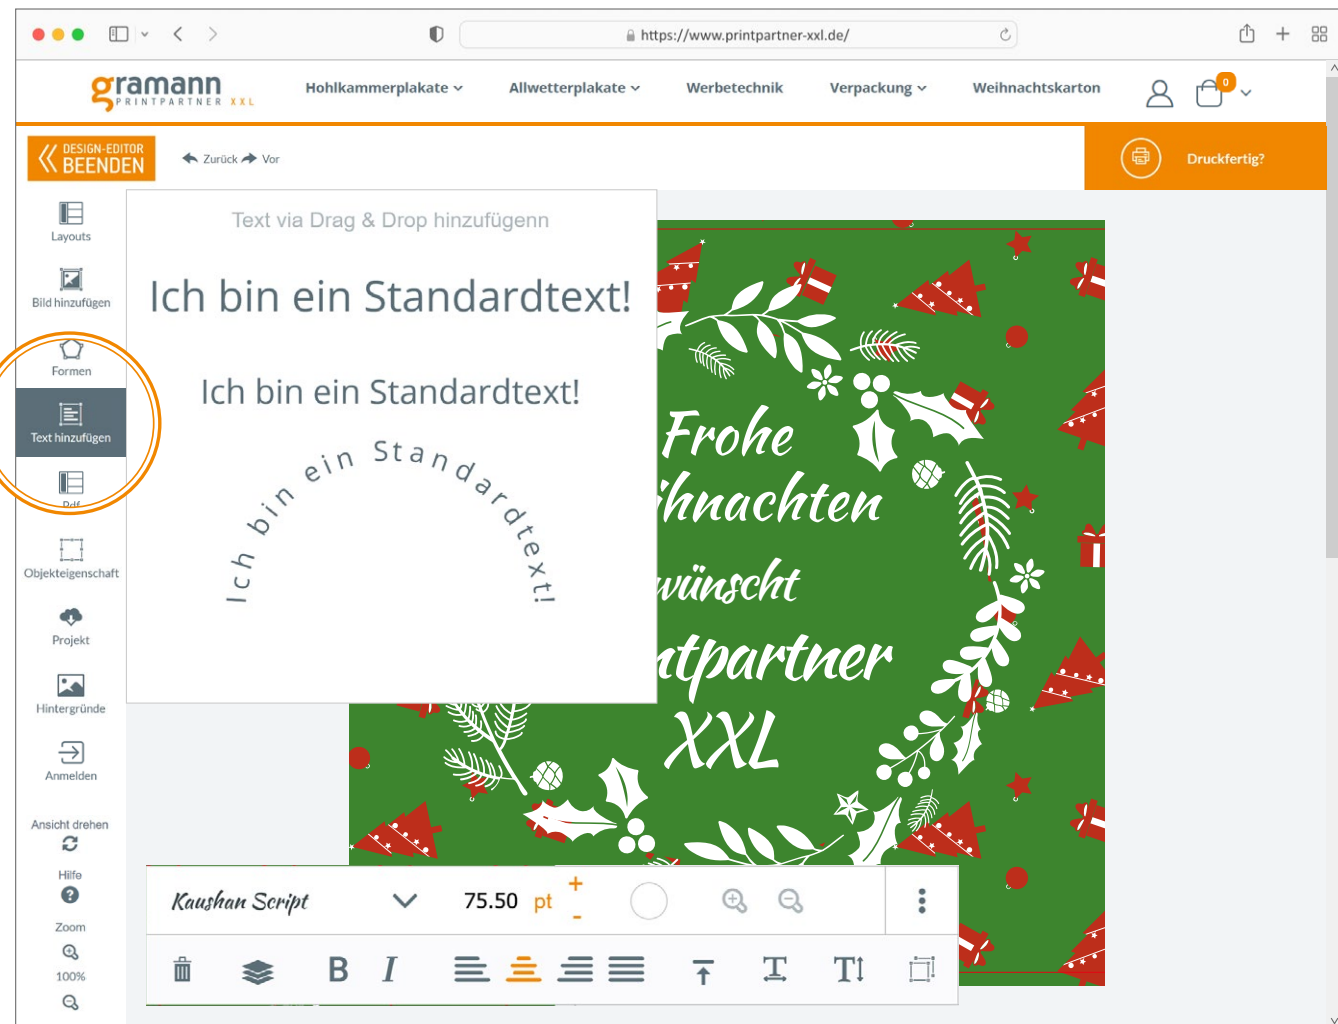 https://www.printpartner-xxl.de/
gramann
PRINTPARTNER XXL
Hohlkammerplakate
Allwetterplakate
Werbetechnik
Verpackung
Weihnachtskarton
0
DESIGN-EDITOR
BEENDEN
Zurück
Vor
Druckfertig?
Layouts
Bild hinzufügen
Formen
Text hinzufügen
Pdf
Objekteigenschaft
Projekt
Hintergründe
Anmelden
Ansicht drehen
Hilfe
Zoom
100%
Text via Drag & Drop hinzufügenn
Ich bin ein Standardtext!
Ich bin ein Standardtext!
Ich bin ein Standardtext!
Frohe
ihnachten
wünscht
ntpartner
XXL
Kaushan Script
75.50 pt
+
-
B I